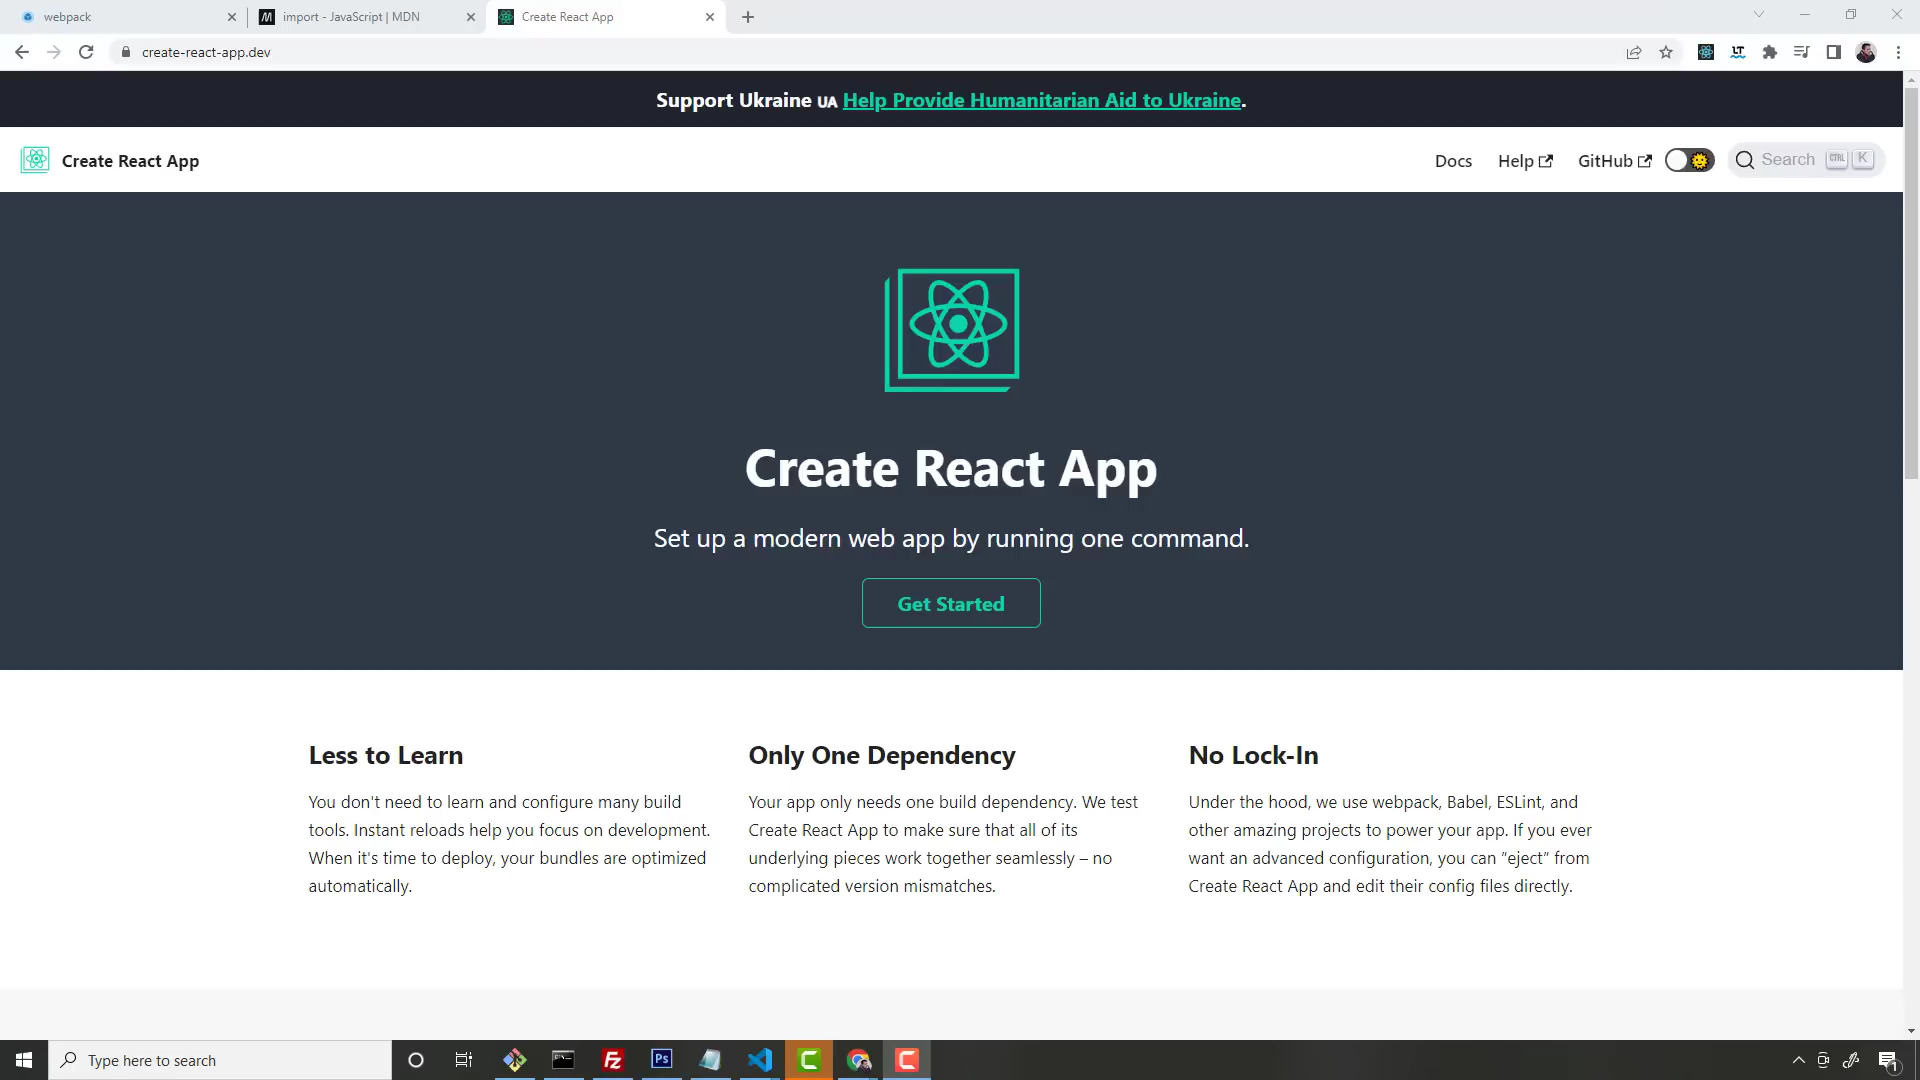 webpack
import - JavaScript | MDN
Create React App
create-react-app.dev
Support Ukraine UA Help Provide Humanitarian Aid to Ukraine.
Create React App
Docs
Help
GitHub
Search
CTRL
K
Create React App
Set up a modern web app by running one command.
Get Started
Less to Learn
You don't need to learn and configure many build
tools. Instant reloads help you focus on development.
When it's time to deploy, your bundles are optimized
automatically.
Only One Dependency
Your app only needs one build dependency. We test
Create React App to make sure that all of its
underlying pieces work together seamlessly – no
complicated version mismatches.
No Lock-In
Under the hood, we use webpack, Babel, ESLint, and
other amazing projects to power your app. If you ever
want an advanced configuration, you can “eject” from
Create React App and edit their config files directly.
Type here to search
Fz
Ps
1